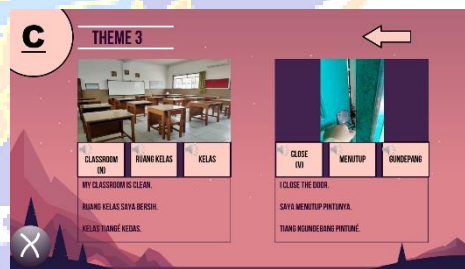 C
THEME 3
CLASSROOM
(N)
RUANG KELAS
KELAS
MY CLASSROOM IS CLEAN.
RUANG KELAS SAYA BERSIH.
KELAS TIANGÉ KEDAS.
CLOSE
(V)
MENUTUP
GUNDEPANG
I CLOSE THE DOOR.
SAYA MENUTUP PINTUNYA.
TIANG NGUNDEBANG PINTUNÉ.
X